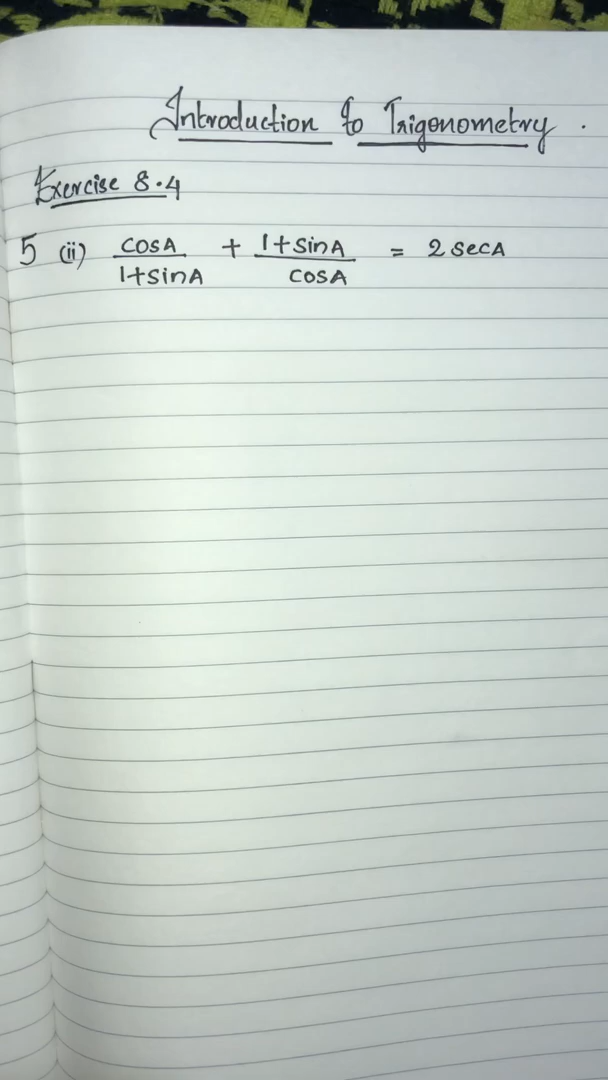 Introduction to Trigonometry.
Exercise 8.4
5 (ii) cosA/1+sinA + 1+sinA/cosA = 2 secA